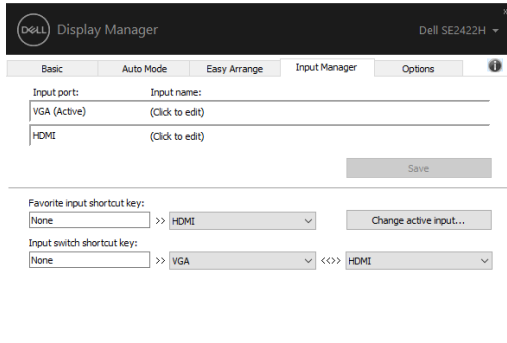 x
DELL Display Manager Dell SE2422H
Basic Auto Mode Easy Arrange Input Manager Options i
Input port: Input name:
VGA (Active) (Click to edit)
HDMI (Click to edit)
Save
Favorite input shortcut key:
None >> HDMI Change active input...
Input switch shortcut key:
None >> VGA <<>> HDMI